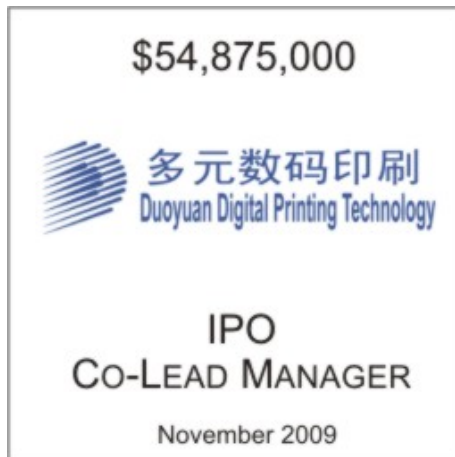 $54,875,000
多元数码印刷
Duoyuan Digital Printing Technology
IPO
CO-LEAD MANAGER
November 2009